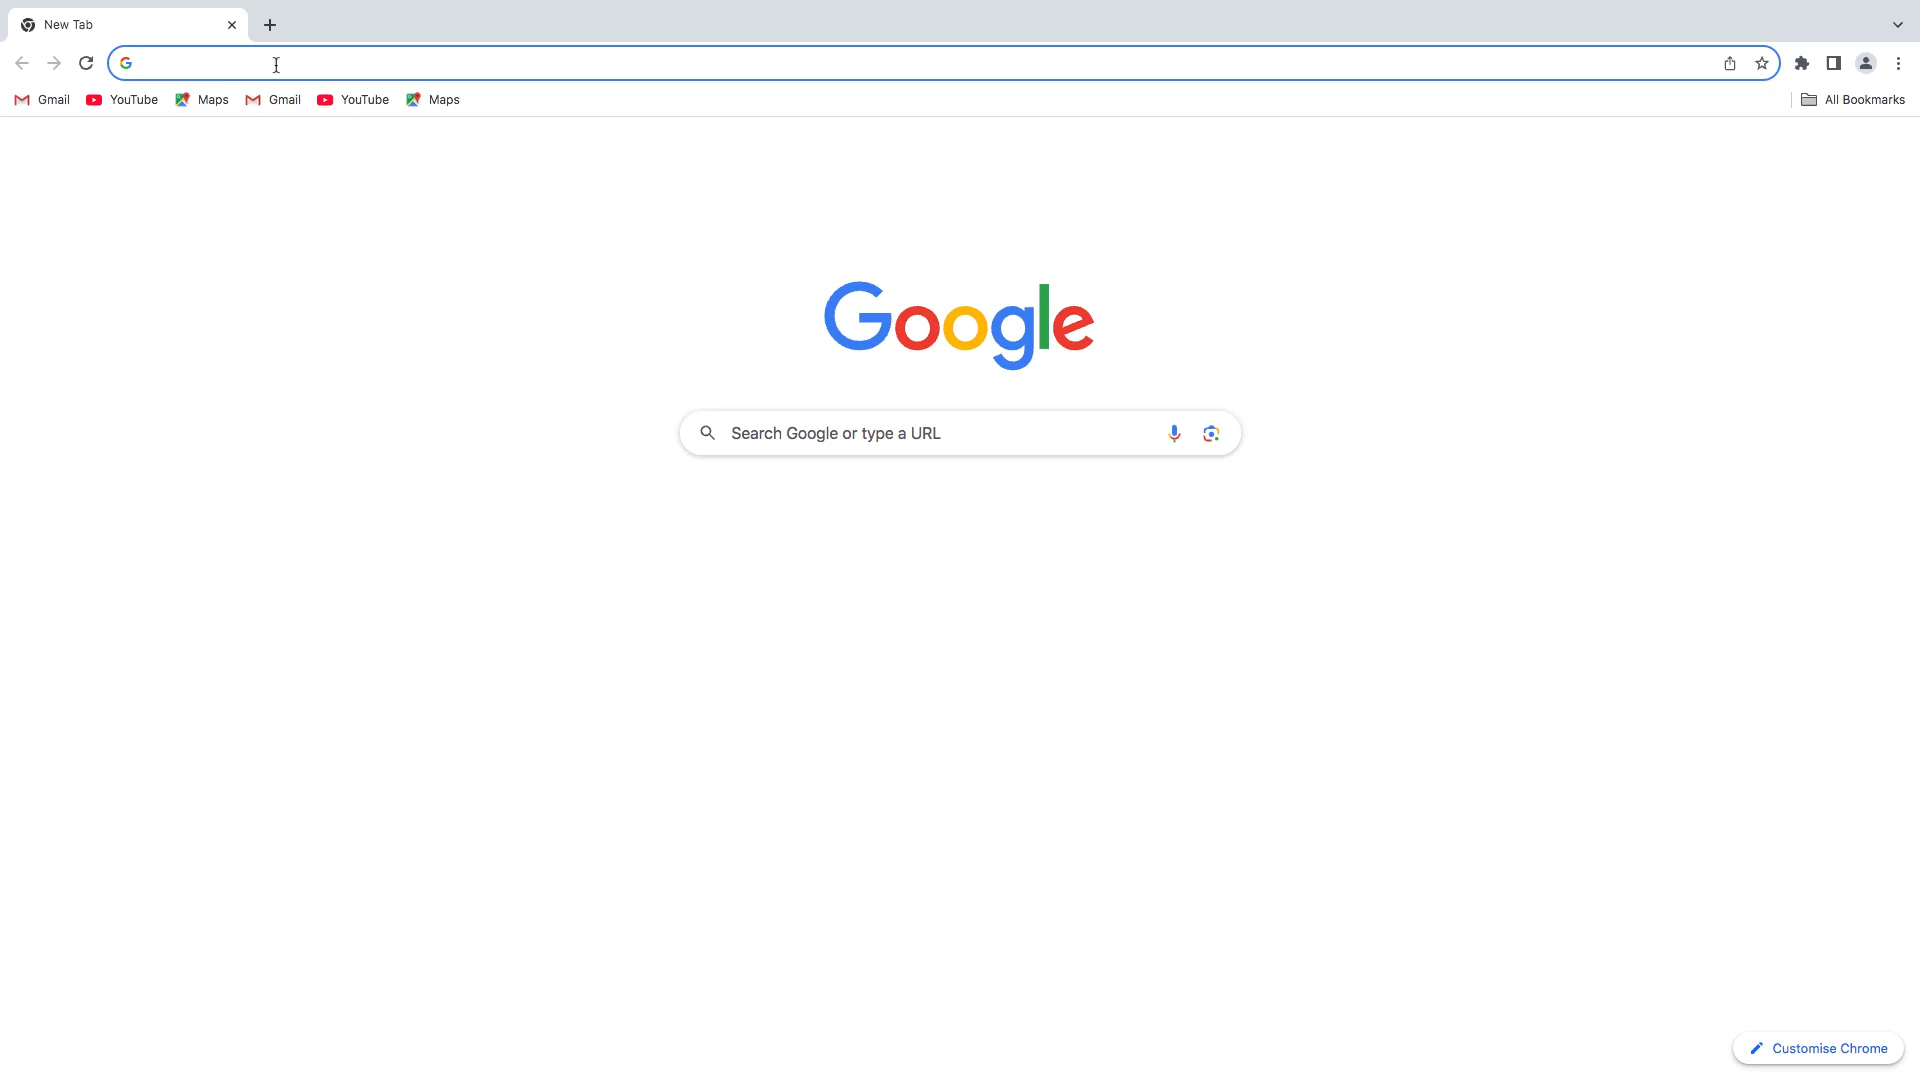 New Tab
Gmail YouTube Maps Gmail YouTube Maps All Bookmarks
Google
Search Google or type a URL
Customise Chrome